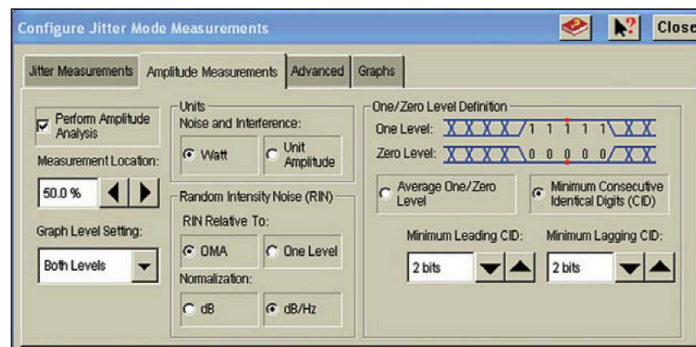 Configure Jitter Mode Measurements
Close
Jitter Measurements
Amplitude Measurements
Advanced
Graphs
Perform Amplitude
Analysis
Measurement Location:
50.0 %
Graph Level Setting:
Both Levels
Units
Noise and Interference:
Watt
Unit
Amplitude
Random Intensity Noise (RIN)
RIN Relative To:
OMA
One Level
Normalization:
dB
dB/Hz
One/Zero Level Definition
One Level:
1 1 1 1 1
Zero Level:
0 0 0 0 0
Average One/Zero
Level
Minimum Consecutive
Identical Digits (CID)
Minimum Leading CID:
2 bits
Minimum Lagging CID:
2 bits